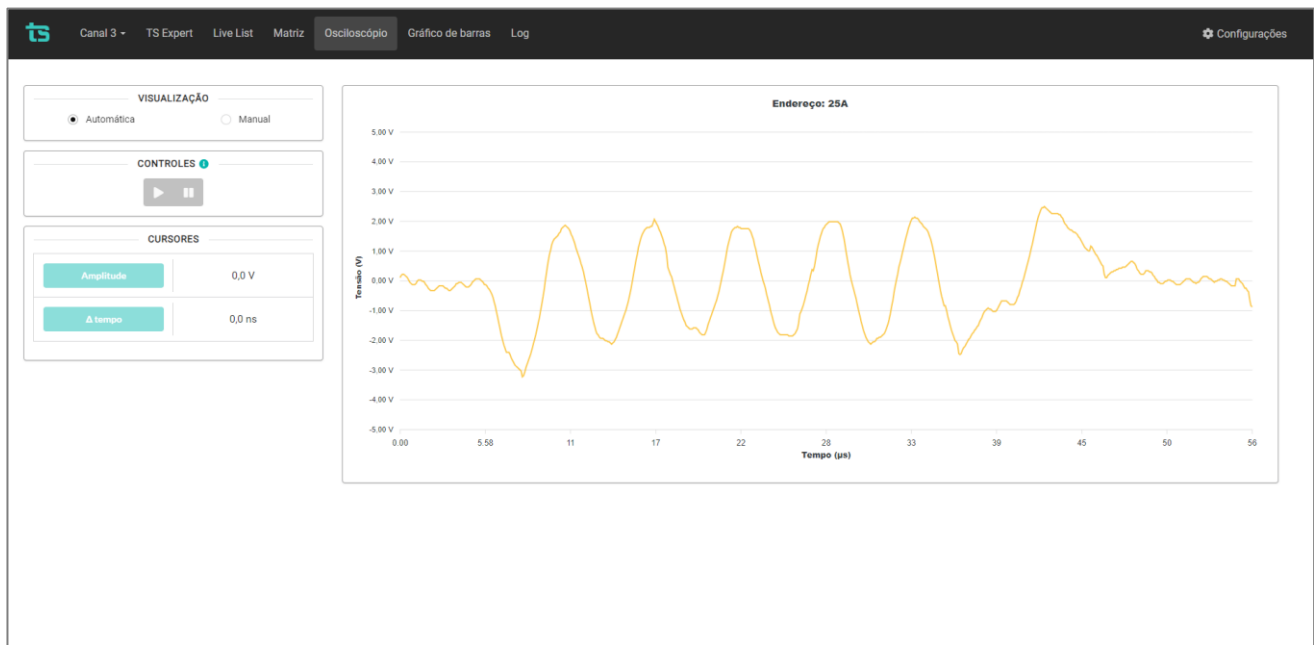 ts Canal 3 TS Expert Live List Matriz Osciloscópio Gráfico de barras Log Configurações
VISUALIZAÇÃO
Automática Manual
CONTROLES
CURSORES
Amplitude 0,0 V
Δ tempo 0,0 ns
Endereço: 25A
5,00 V
4,00 V
3,00 V
2,00 V
1,00 V
0,00 V
-1,00 V
-2,00 V
-3,00 V
-4,00 V
-5,00 V
Tensão (V)
0.00 5.58 11 17 22 28 33 39 45 50 56
Tempo (µs)